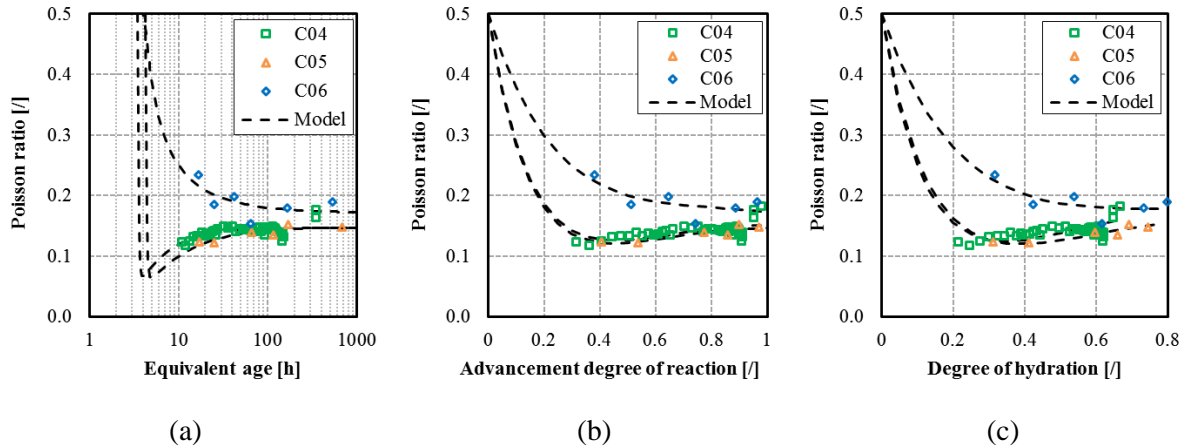 0.5
0.4
0.3
0.2
0.1
0.0
Poisson ratio [/]
1
10
100
1000
Equivalent age [h]
C04
C05
C06
Model
(a)
0.5
0.4
0.3
0.2
0.1
0.0
Poisson ratio [/]
0
0.2
0.4
0.6
0.8
1
Advancement degree of reaction [/]
C04
C05
C06
Model
(b)
0.5
0.4
0.3
0.2
0.1
0.0
Poisson ratio [/]
0
0.2
0.4
0.6
0.8
Degree of hydration [/]
C04
C05
C06
Model
(c)